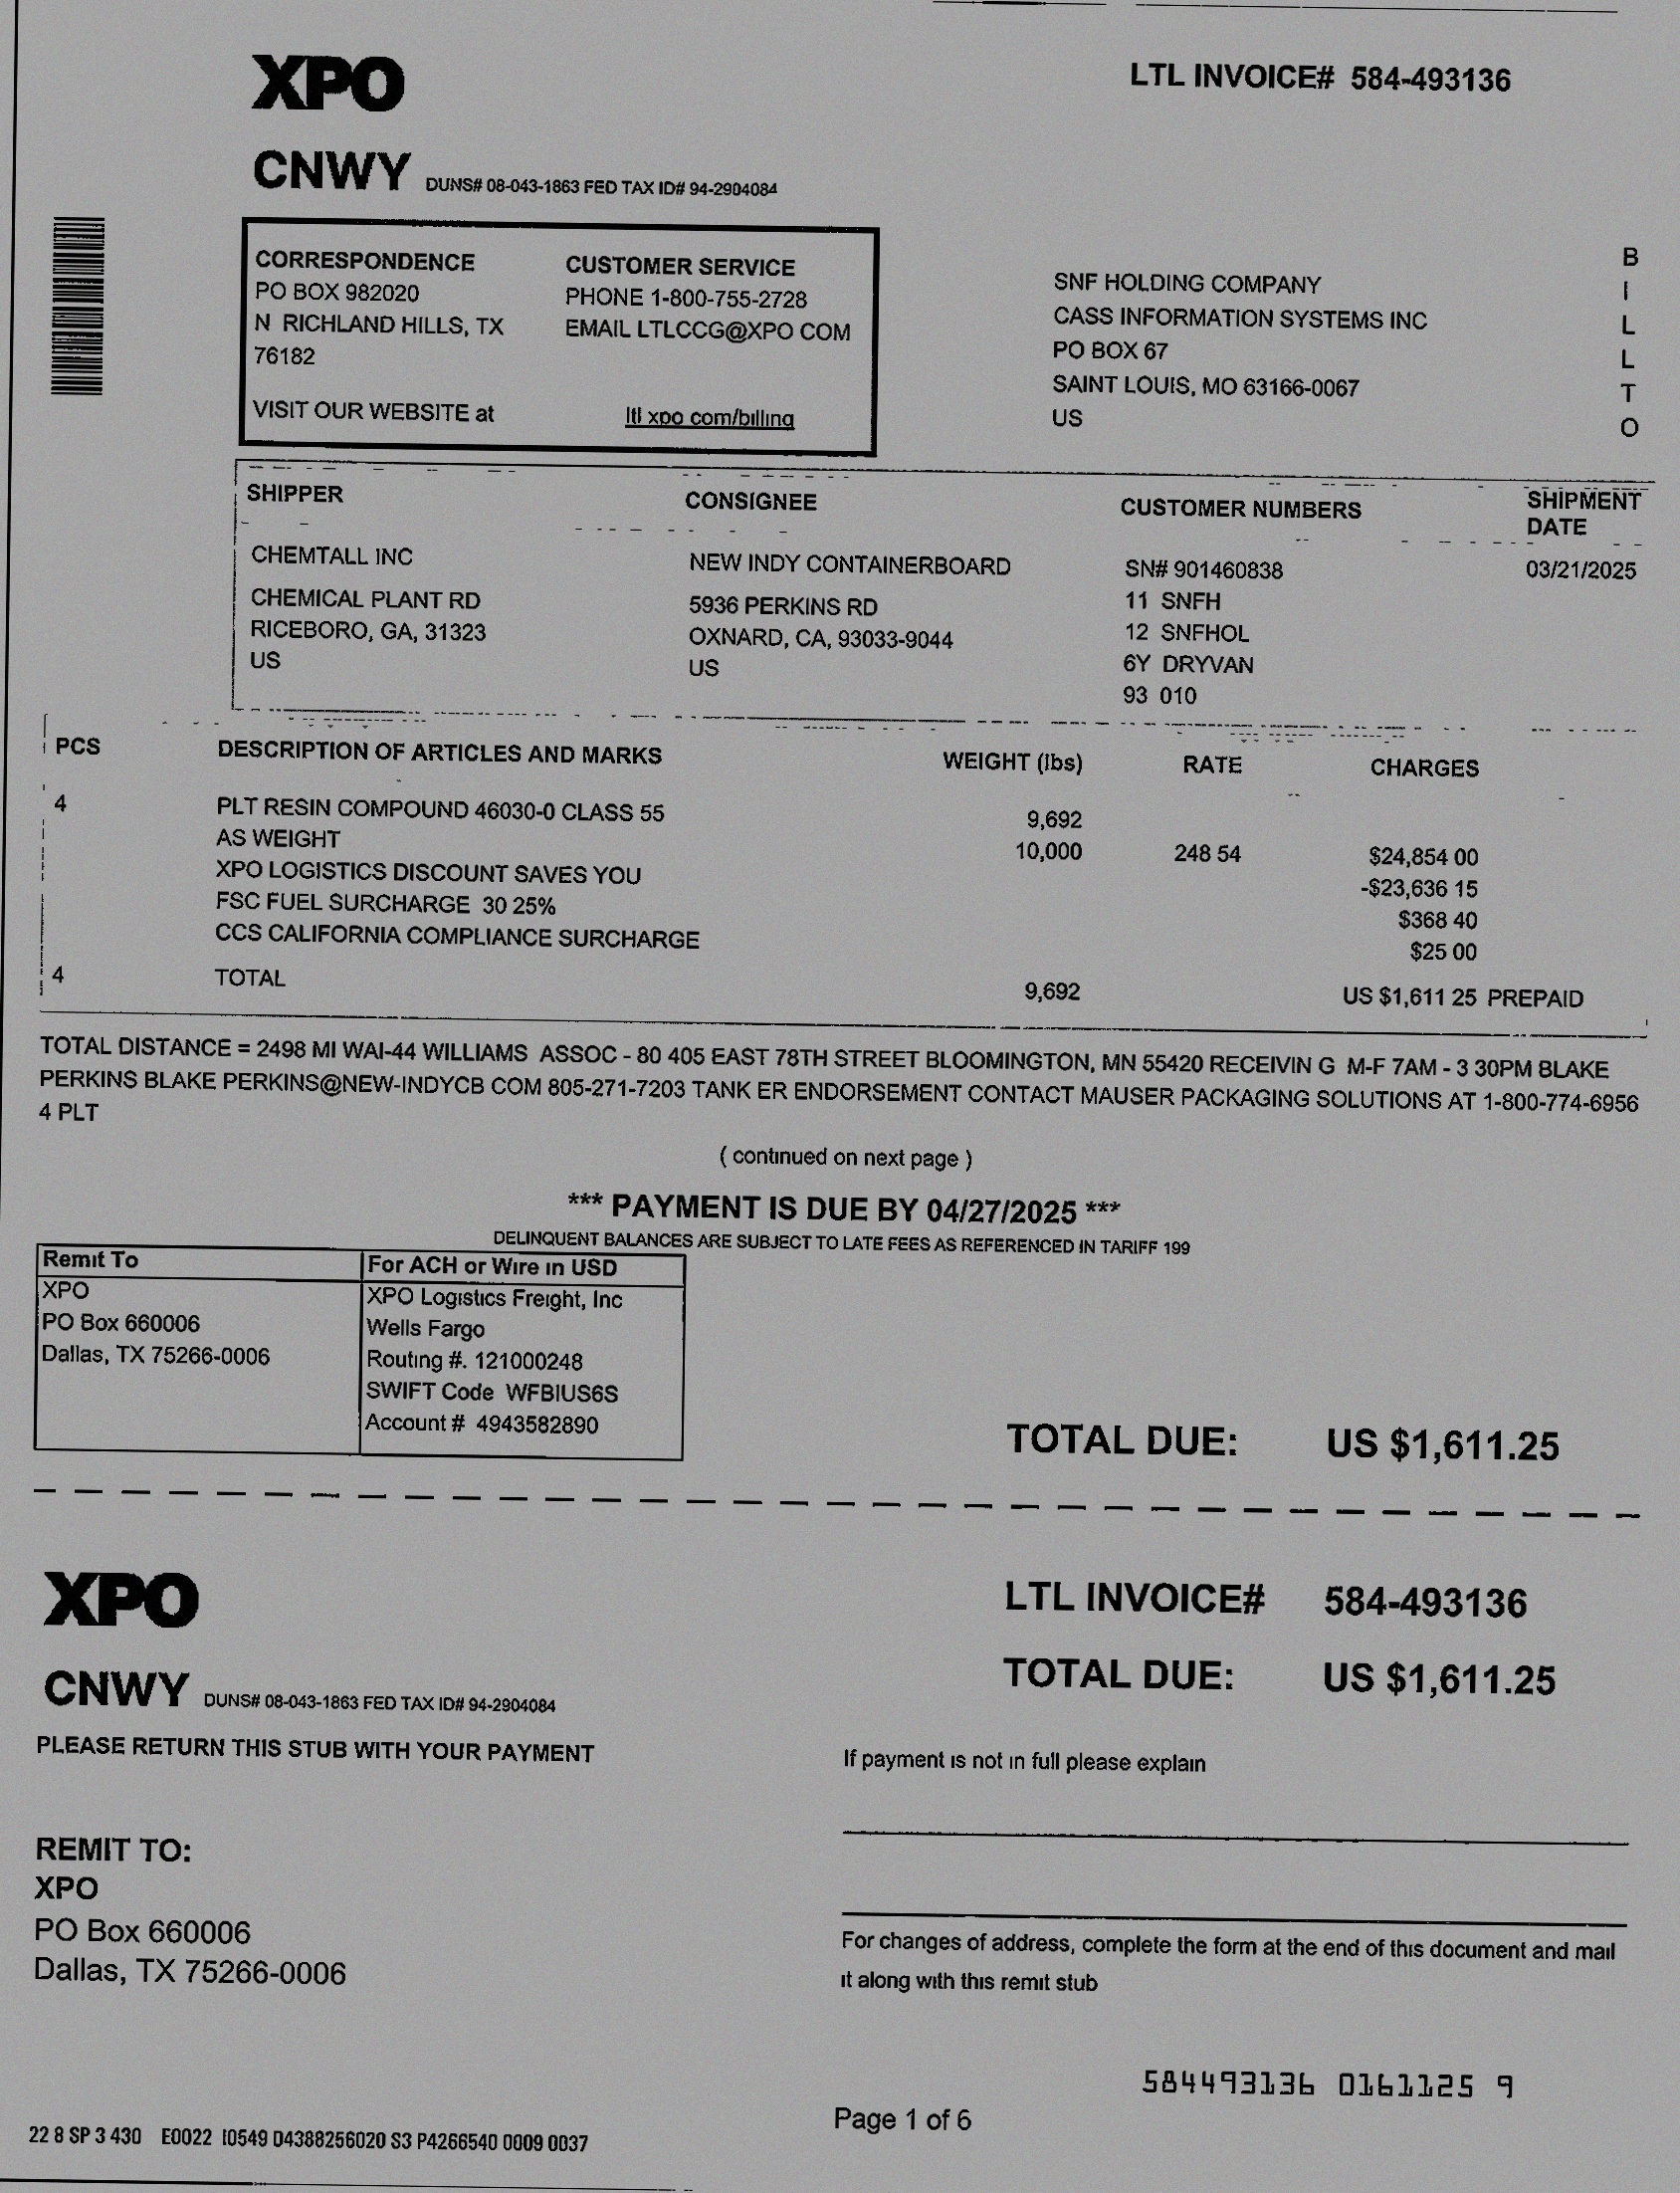 XPO
LTL INVOICE# 584-493136
CNWY DUNS# 08-043-1863 FED TAX ID# 94-2904084
CORRESPONDENCE
PO BOX 982020
N RICHLAND HILLS, TX
76182
CUSTOMER SERVICE
PHONE 1-800-755-2728
EMAIL LTLCCG@XPO COM
VISIT OUR WEBSITE at ltl xpo com/billing
SNF HOLDING COMPANY
CASS INFORMATION SYSTEMS INC
PO BOX 67
SAINT LOUIS, MO 63166-0067
US
B
I
L
L
T
O
SHIPPER
CHEMTALL INC
CHEMICAL PLANT RD
RICEBORO, GA, 31323
US
CONSIGNEE
NEW INDY CONTAINERBOARD
5936 PERKINS RD
OXNARD, CA, 93033-9044
US
CUSTOMER NUMBERS
SN# 901460838
11 SNFH
12 SNFHOL
6Y DRYVAN
93 010
SHIPMENT
DATE
03/21/2025
PCS DESCRIPTION OF ARTICLES AND MARKS WEIGHT (lbs) RATE CHARGES
4 PLT RESIN COMPOUND 46030-0 CLASS 55 9,692
AS WEIGHT 10,000 248 54 $24,854 00
XPO LOGISTICS DISCOUNT SAVES YOU -$23,636 15
FSC FUEL SURCHARGE 30 25% $368 40
CCS CALIFORNIA COMPLIANCE SURCHARGE $25 00
4 TOTAL 9,692 US $1,611 25 PREPAID
TOTAL DISTANCE = 2498 MI WAI-44 WILLIAMS ASSOC - 80 405 EAST 78TH STREET BLOOMINGTON, MN 55420 RECEIVIN G M-F 7AM - 3 30PM BLAKE
PERKINS BLAKE PERKINS@NEW-INDYCB COM 805-271-7203 TANK ER ENDORSEMENT CONTACT MAUSER PACKAGING SOLUTIONS AT 1-800-774-6956
4 PLT
( continued on next page )
*** PAYMENT IS DUE BY 04/27/2025 ***
DELINQUENT BALANCES ARE SUBJECT TO LATE FEES AS REFERENCED IN TARIFF 199
Remit To
XPO
PO Box 660006
Dallas, TX 75266-0006
For ACH or Wire in USD
XPO Logistics Freight, Inc
Wells Fargo
Routing #. 121000248
SWIFT Code WFBIUS6S
Account # 4943582890
TOTAL DUE: US $1,611.25
XPO
CNWY DUNS# 08-043-1863 FED TAX ID# 94-2904084
LTL INVOICE# 584-493136
TOTAL DUE: US $1,611.25
PLEASE RETURN THIS STUB WITH YOUR PAYMENT
If payment is not in full please explain
REMIT TO:
XPO
PO Box 660006
Dallas, TX 75266-0006
For changes of address, complete the form at the end of this document and mail
it along with this remit stub
584493136 0161125 9
Page 1 of 6
22 8 SP 3 430 E0022 I0549 D4388256020 S3 P4266540 0009 0037